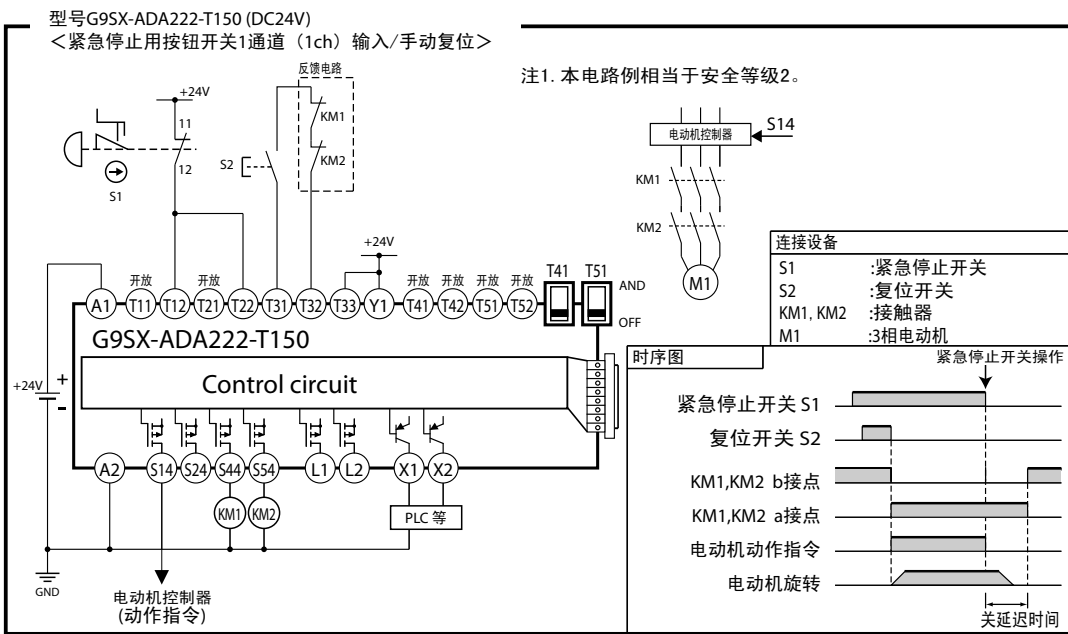 型号G9SX-ADA222-T150 (DC24V)
<紧急停止用按钮开关1通道（1ch）输入/手动复位>
注1. 本电路例相当于安全等级2。
反馈电路
+24V
11
12
S1
S2
KM1
KM2
电动机控制器
S14
KM1
KM2
M1
+24V
开放
开放
开放
开放
开放
开放
T41
T51
AND
OFF
A1
T11
T12
T21
T22
T31
T32
T33
Y1
T41
T42
T51
T52
G9SX-ADA222-T150
Control circuit
+24V
+
-
A2
S14
S24
S44
S54
L1
L2
X1
X2
KM1
KM2
PLC 等
GND
电动机控制器
(动作指令)
连接设备
S1 :紧急停止开关
S2 :复位开关
KM1, KM2 :接触器
M1 :3相电动机
时序图
紧急停止开关操作
紧急停止开关 S1
复位开关 S2
KM1,KM2 b接点
KM1,KM2 a接点
电动机动作指令
电动机旋转
关延迟时间